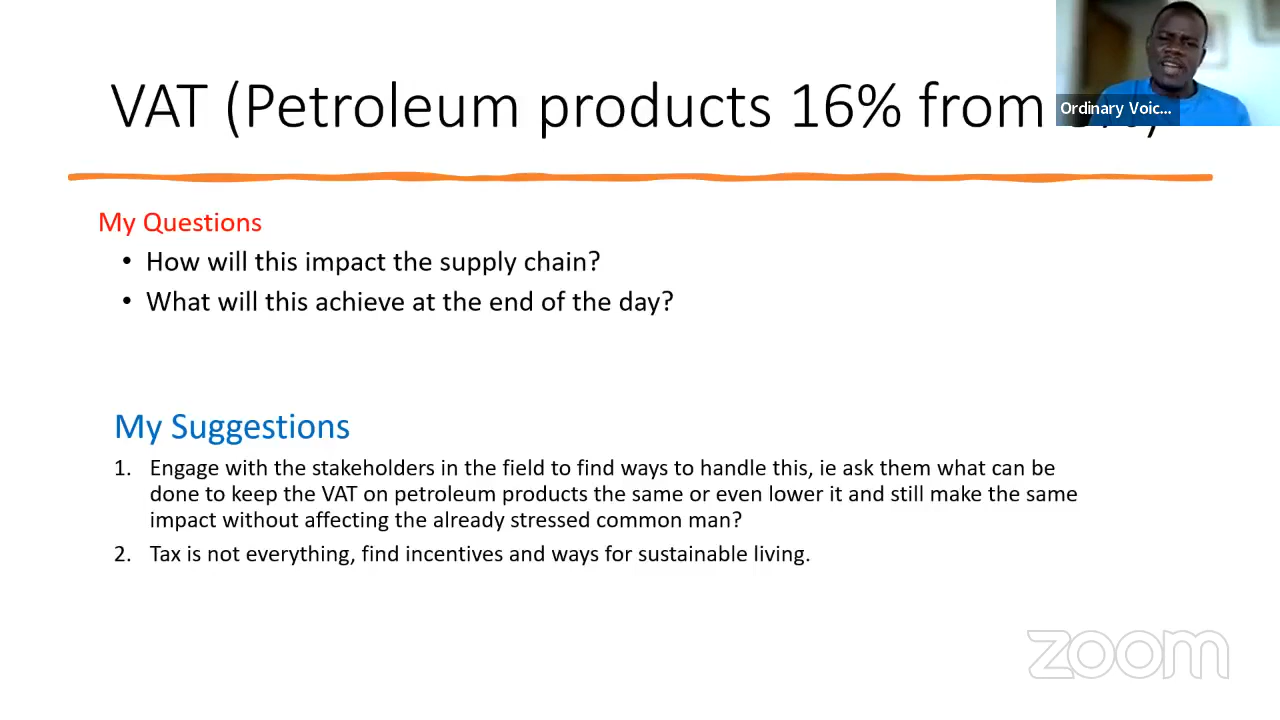 VAT (Petroleum products 16% from
Ordinary Voic...
My Questions
• How will this impact the supply chain?
• What will this achieve at the end of the day?
My Suggestions
1. Engage with the stakeholders in the field to find ways to handle this, ie ask them what can be
done to keep the VAT on petroleum products the same or even lower it and still make the same
impact without affecting the already stressed common man?
2. Tax is not everything, find incentives and ways for sustainable living.
zoom